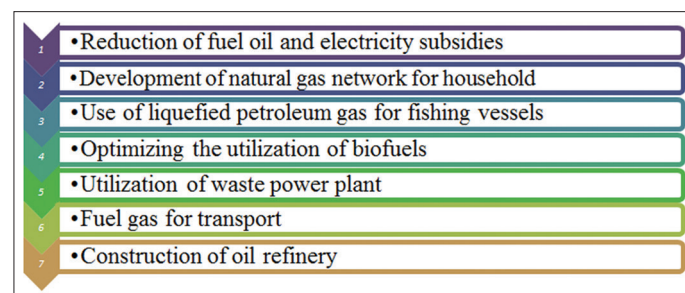 1 •Reduction of fuel oil and electricity subsidies
2 •Development of natural gas network for household
3 •Use of liquefied petroleum gas for fishing vessels
4 •Optimizing the utilization of biofuels
5 •Utilization of waste power plant
6 •Fuel gas for transport
7 •Construction of oil refinery